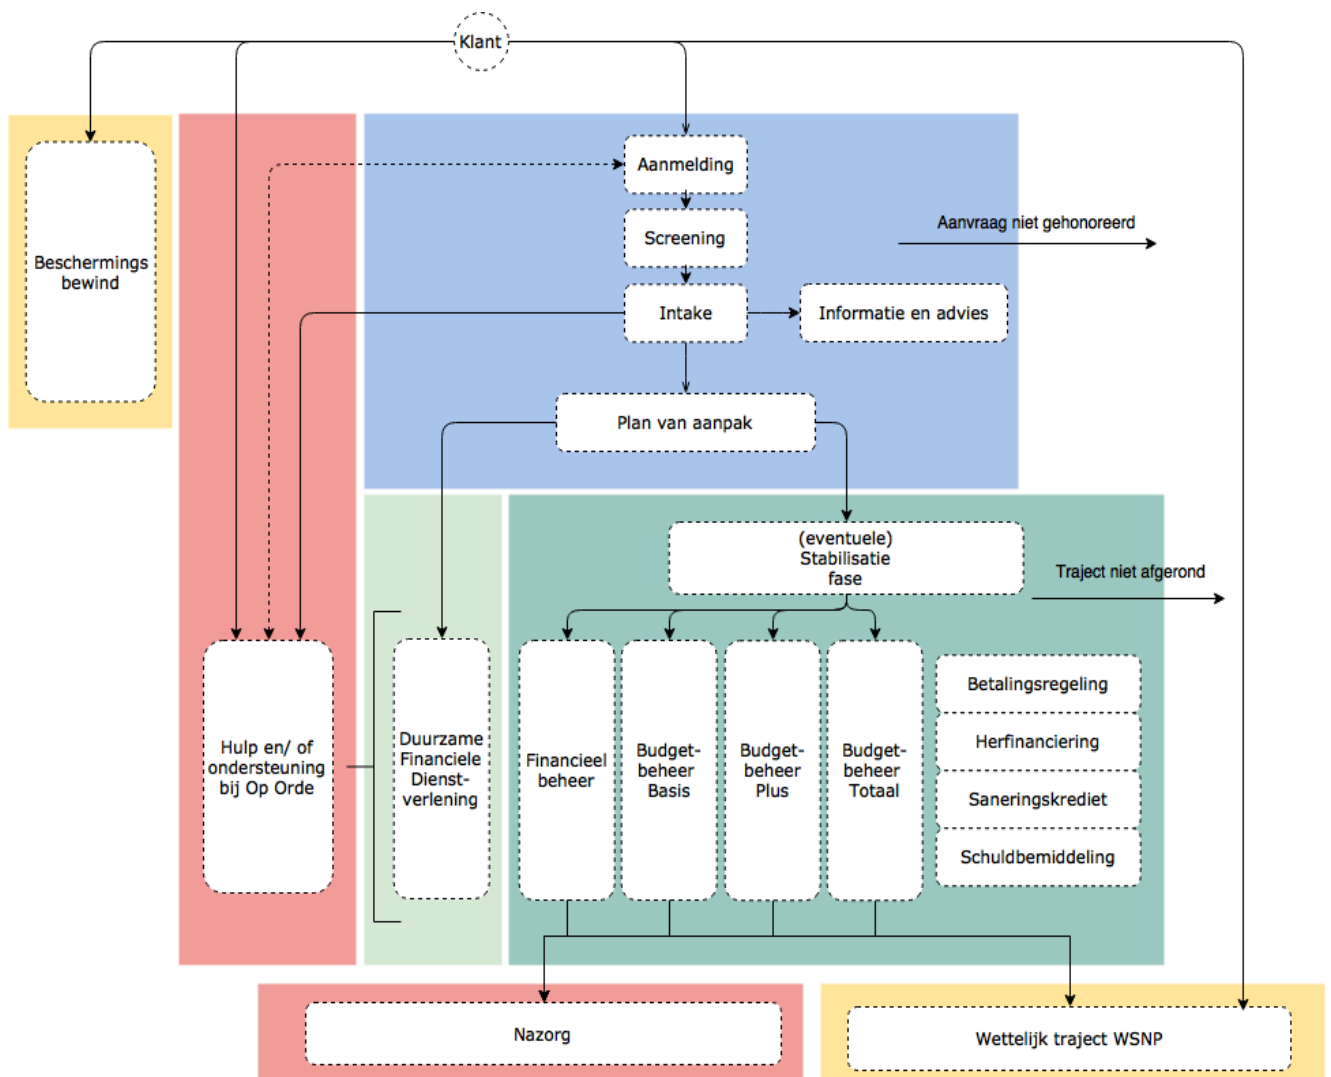 Klant
Beschermings
bewind
Aanmelding
Screening
Aanvraag niet gehonoreerd
Intake
Informatie en advies
Plan van aanpak
(eventuele)
Stabilisatie
fase
Traject niet afgerond
Hulp en/ of
ondersteuning
bij Op Orde
Duurzame
Financiele
Dienst-
verlening
Financieel
beheer
Budget-
beheer
Basis
Budget-
beheer
Plus
Budget-
beheer
Totaal
Betalingsregeling
Herfinanciering
Saneringskrediet
Schuldbemiddeling
Nazorg
Wettelijk traject WSNP